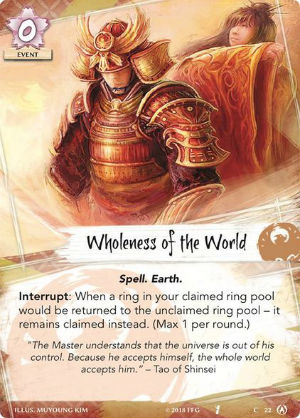 0
EVENT
Wholeness of the World
Spell. Earth.
Interrupt: When a ring in your claimed ring pool
would be returned to the unclaimed ring pool – it
remains claimed instead. (Max 1 per round.)
"The Master understands that the universe is out of his
control. Because he accepts himself, the whole world
accepts him." – Tao of Shinsei
ILLUS. MUYOUNG KIM
© 2018 FFG
C
22